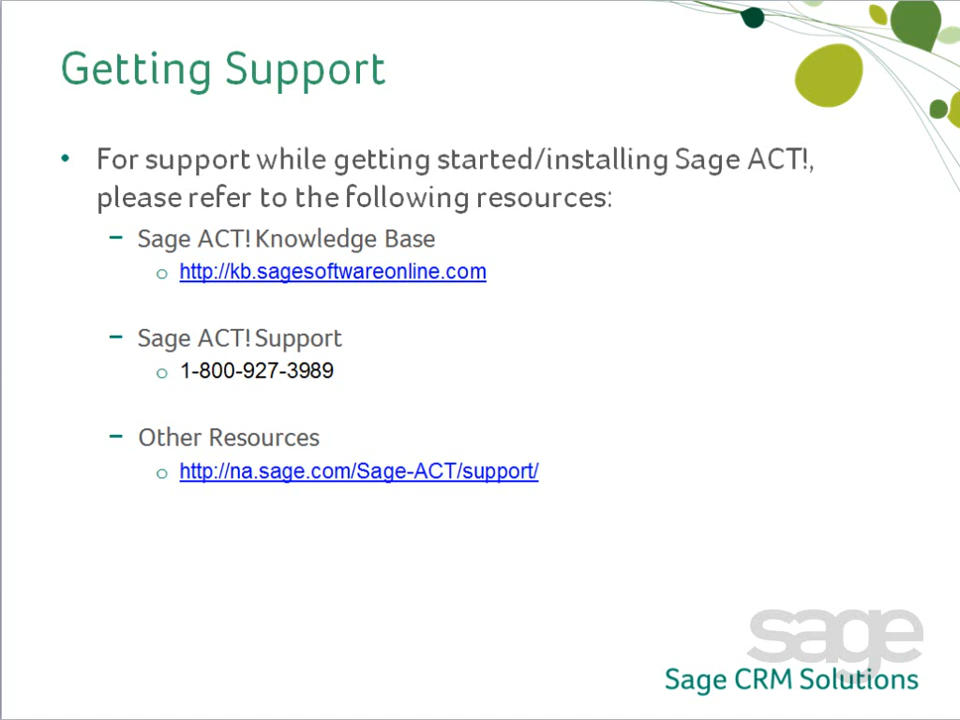 Getting Support
• For support while getting started/installing Sage ACT!,
please refer to the following resources:
– Sage ACT! Knowledge Base
o http://kb.sagesoftwareonline.com
– Sage ACT! Support
o 1-800-927-3989
– Other Resources
o http://na.sage.com/Sage-ACT/support/
sage
Sage CRM Solutions